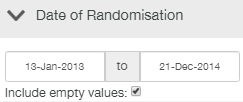 Date of Randomisation
13-Jan-2013 to 21-Dec-2014
Include empty values: